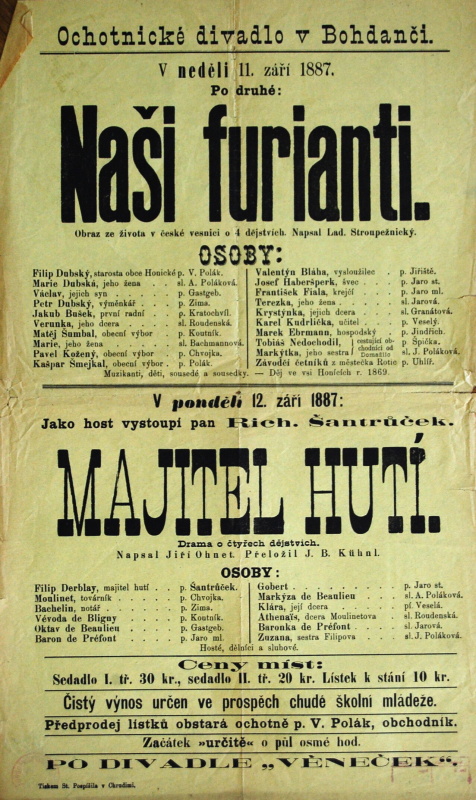 Ochotnické divadlo v Bohdanči.
V neděli 11. září 1887.
Po druhé:
Naši furianti.
Obraz ze života v české vesnici o 4 dějstvích. Napsal Lad. Stroupežnický.
OSOBY:
Filip Dubský, starosta obce Honické p. V. Polák.
Marie Dubská, jeho žena . . sl. A. Poláková.
Václav, jejich syn . . . . p. Gastgeb.
Petr Dubský, výměnkář . . . p. Zima.
Jakub Bušek, první radní . . p. Kratochvíl.
Verunka, jeho dcera . . . sl. Roudenská.
Matěj Šumbal, obecní výbor . p. Koutník.
Marie, jeho žena . . . . sl. Bachmannová.
Pavel Kožený, obecní výbor . p. Chvojka.
Kašpar Šmejkal, obecní výbor . p. Polák.
Valentýn Bláha, vysloužilec . p. Jiřiště.
Josef Habršperk, švec . . . p. Jaro st.
František Fiala, krejčí . . . p. Jaro ml.
Terezka, jeho žena . . . . sl. Jarová.
Krystýnka, jejich dcera . . sl. Granátová.
Karel Kudrlička, učitel . . p. Veselý.
Marek Ehrmann, hospodský . p. Jindřich.
Tobiáš Nedochodil, p. Špička.
Markýtka, jeho sestra sl. J. Poláková.
cestující obchodníci od Domažlic
Závodčí četníků z městečka Rotic p. Uhlíř.
Muzikanti, děti, sousedé a sousedky. — Děj ve vsi Honicích r. 1869.
V pondělí 12. září 1887:
Jako host vystoupí pan Rich. Šantrůček.
MAJITEL HUTÍ.
Drama o čtyřech dějstvích.
Napsal Jiří Ohnet. Přeložil J. B. Kühnl.
OSOBY:
Filip Derblay, majitel hutí . . . p. Šantrůček.
Moulinet, továrník . . . . p. Chvojka.
Bachelin, notář . . . . . p. Zima.
Vévoda de Bligny . . . . p. Koutník.
Oktav de Beaulieu . . . . p. Gastgeb.
Baron de Préfont . . . . . p. Jaro ml.
Gobert . . . . . . . . p. Jaro st.
Markýza de Beaulieu . . . sl. A. Poláková.
Klára, její dcera . . . . . pí. Veselá.
Athenaïs, dcera Moulinetova . sl. Roudenská.
Baronka de Préfont . . . . sl. Jarová.
Zuzana, sestra Filipova . . . sl. J. Poláková.
Hosté, dělníci a sluhové.
Ceny míst:
Sedadlo I. tř. 30 kr., sedadlo II. tř. 20 kr. Lístek k stání 10 kr.
Čistý výnos určen ve prospěch chudé školní mládeže.
Předprodej lístků obstará ochotně p. V. Polák, obchodník.
Začátek »určitě« o půl osmé hod.
PO DIVADLE „VĚNEČEK“.
Tiskem St. Pospíšila v Chrudimi.